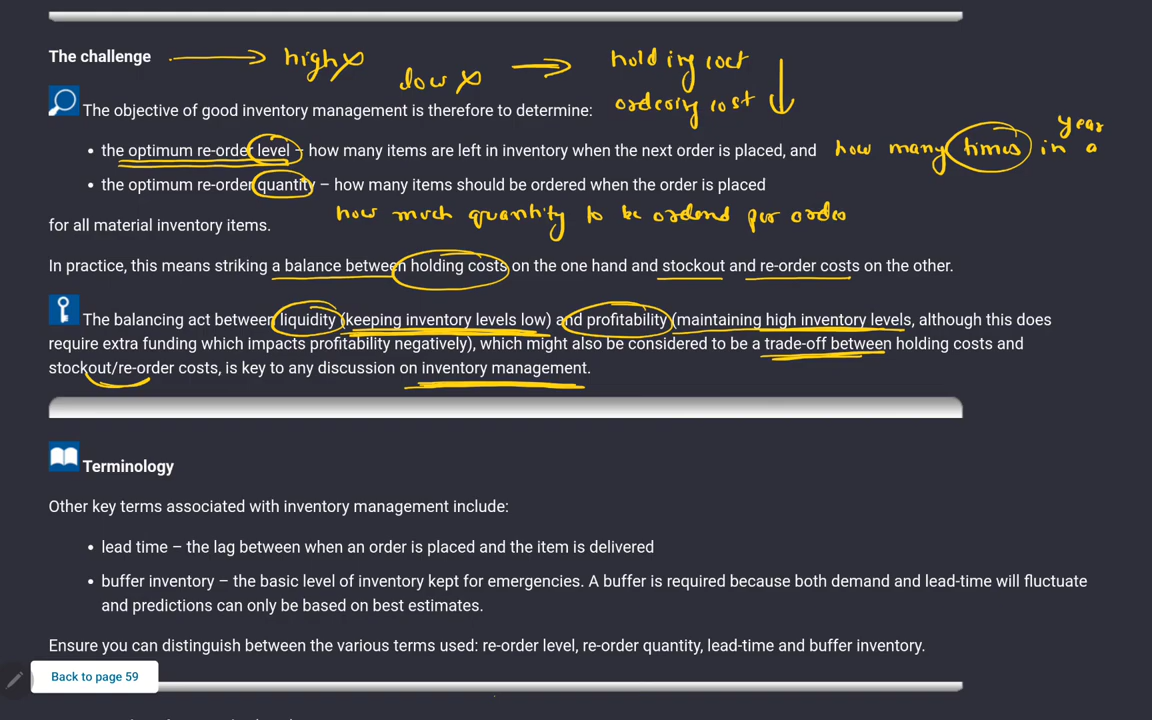 The challenge high x
low x holding cost
ordering cost
The objective of good inventory management is therefore to determine:
• the optimum re-order level – how many items are left in inventory when the next order is placed, and how many times in a year
• the optimum re-order quantity – how many items should be ordered when the order is placed
how much quantity to be ordered per order
for all material inventory items.
In practice, this means striking a balance between holding costs on the one hand and stockout and re-order costs on the other.
The balancing act between liquidity (keeping inventory levels low) and profitability (maintaining high inventory levels, although this does
require extra funding which impacts profitability negatively), which might also be considered to be a trade-off between holding costs and
stockout/re-order costs, is key to any discussion on inventory management.
Terminology
Other key terms associated with inventory management include:
• lead time – the lag between when an order is placed and the item is delivered
• buffer inventory – the basic level of inventory kept for emergencies. A buffer is required because both demand and lead-time will fluctuate
and predictions can only be based on best estimates.
Ensure you can distinguish between the various terms used: re-order level, re-order quantity, lead-time and buffer inventory.
Back to page 59